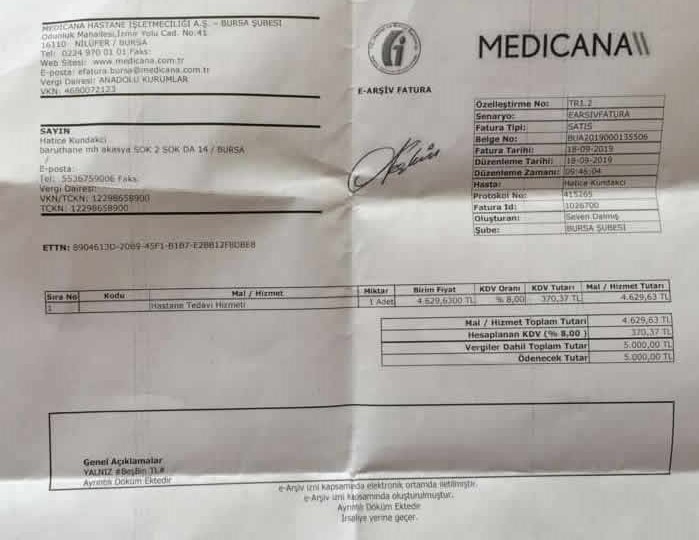 MEDICANA HASTANE İŞLETMECİLİĞİ A.Ş. - BURSA ŞUBESİ
Odunluk Mahallesi,İzmir Yolu Cad. No:41
16110 NİLÜFER / BURSA
Tel: 0224 970 01 01 Faks:
Web Sitesi: www.medicana.com.tr
E-posta: efatura.bursa@medicana.com.tr
Vergi Dairesi: ANADOLU KURUMLAR
VKN: 4680072123
E-ARŞİV FATURA
MEDICANA
SAYIN
Hatice Kundakci
baruthane mh akasya SOK 2 SOK DA 14 / BURSA
/
E-posta:
Tel: 5536759006 Faks:
Vergi Dairesi:
VKN/TCKN: 12298658900
TCKN: 12298658900
Özelleştirme No: TR1.2
Senaryo: EARSIVFATURA
Fatura Tipi: SATIS
Belge No: BUA2019000135506
Fatura Tarihi: 18-09-2019
Düzenleme Tarihi: 18-09-2019
Düzenleme Zamanı: 09:46:04
Hasta: Hatice Kundakci
Protokol No: 415265
Fatura Id: 1026700
Oluşturan: Seven Dalmış
Şube: BURSA ŞUBESİ
ETTN:
Sıra No Kodu Mal / Hizmet Miktar Birim Fiyat KDV Oranı KDV Tutarı Mal / Hizmet Tutarı
1 Hastane Tedavi Hizmeti 1 Adet 4.629,6300 TL % 8,00 370,37 TL 4.629,63 TL
Mal / Hizmet Toplam Tutarı 4.629,63 TL
Hesaplanan KDV (% 8,00 ) 370,37 TL
Vergiler Dahil Toplam Tutar 5.000,00 TL
Ödenecek Tutar 5.000,00 TL
Genel Açıklamalar
YALNIZ #BeşBin TL#
Ayrıntılı Döküm Ektedir
e-Arşiv izni kapsamında elektronik ortamda iletilmiştir.
e-Arşiv izni kapsamında oluşturulmuştur.
Ayrıntılı Döküm Ektedir
İrsaliye yerine geçer.